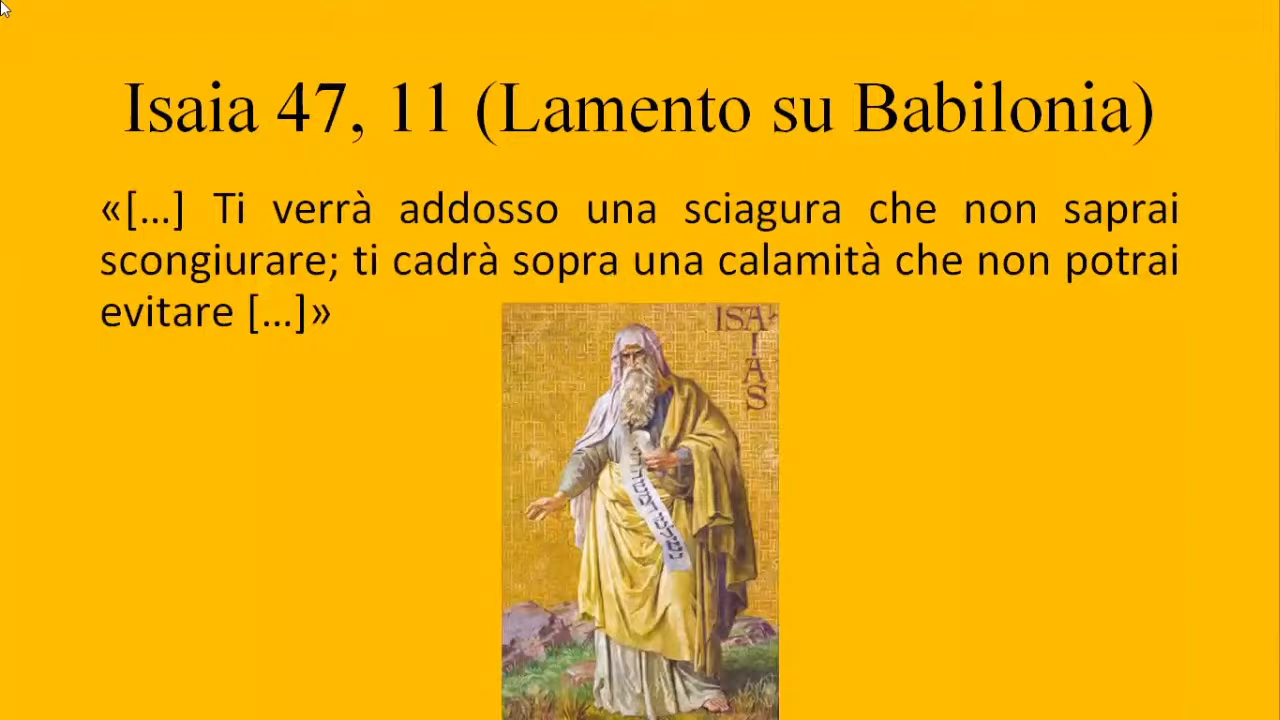 Isaia 47, 11 (Lamento su Babilonia)
«[...] Ti verrà addosso una sciagura che non saprai
scongiurare; ti cadrà sopra una calamità che non potrai
evitare [...]»
ISA
I
A
S